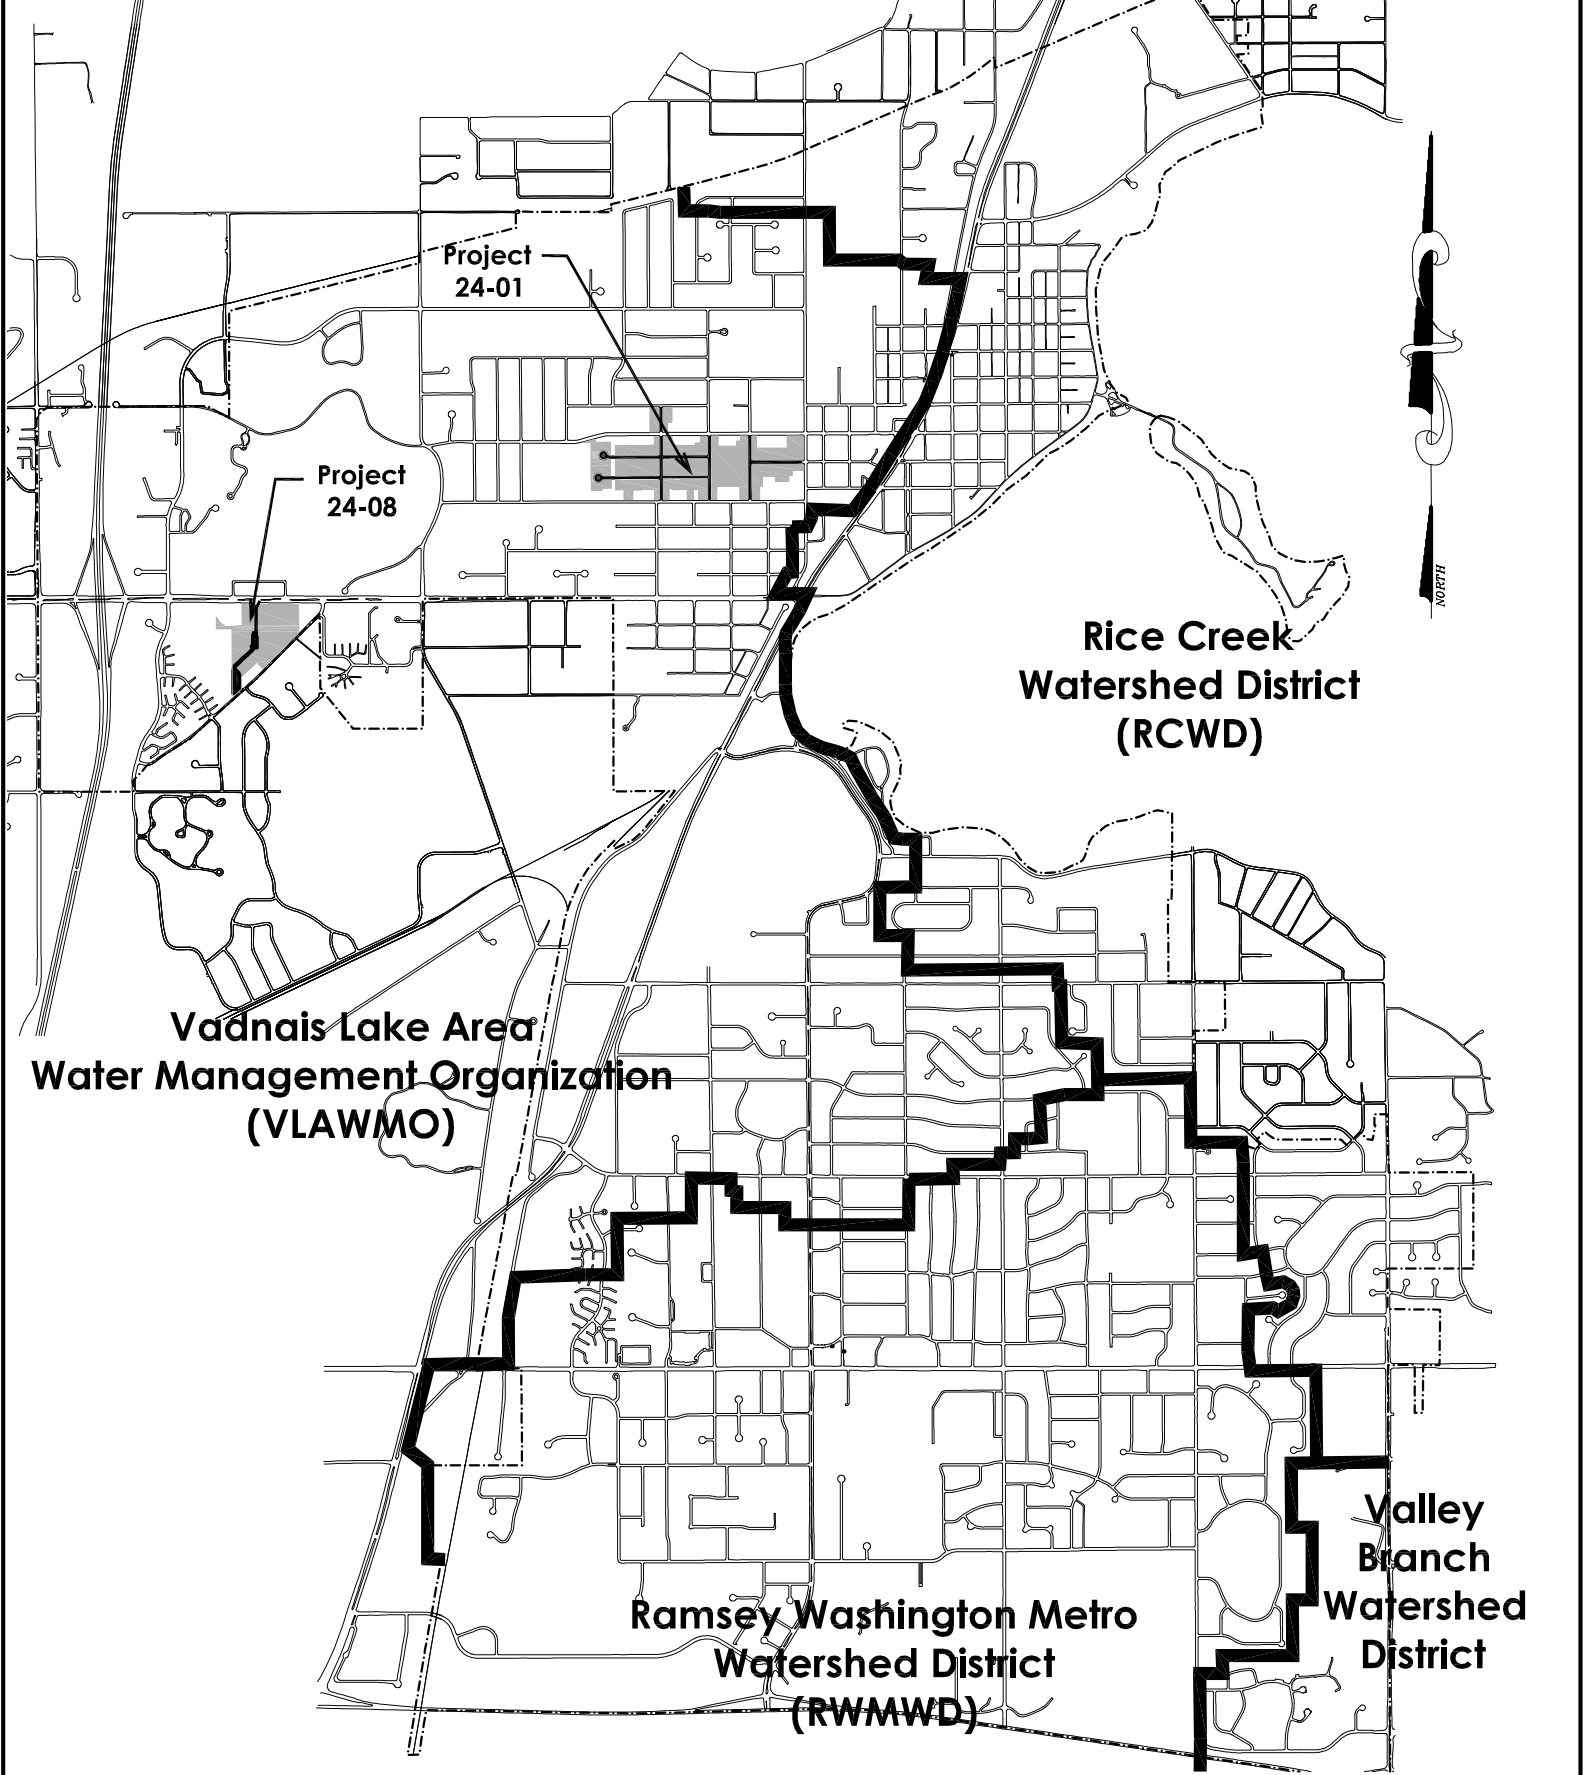 Project
24-01
Project
24-08
NORTH
Rice Creek
Watershed District
(RCWD)
Vadnais Lake Area
Water Management Organization
(VLAWMO)
Valley
Branch
Watershed
District
Ramsey Washington Metro
Watershed District
(RWMWD)